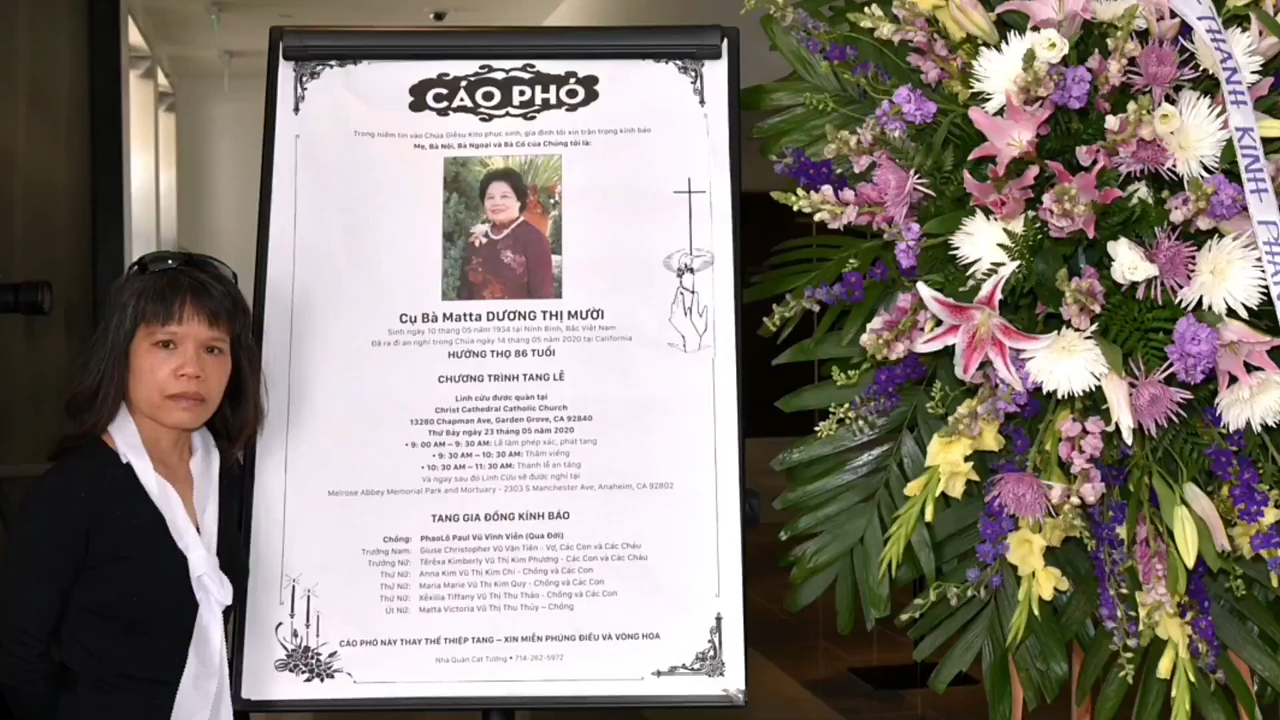 CÁO PHÓ
Trong niềm tin vào Chúa Giêsu Kitô phục sinh, gia đình tôi xin trân trọng kính báo
Mẹ, Bà Nội, Bà Ngoại và Bà Cố của Chúng tôi là:
Cụ Bà Matta DƯƠNG THỊ MƯỜI
Sinh ngày 10 tháng 05 năm 1934 tại Ninh Bình, Bắc Việt Nam
Đã ra đi an nghỉ trong Chúa ngày 14 tháng 05 năm 2020 tại California
HƯỞNG THỌ 86 TUỔI
CHƯƠNG TRÌNH TANG LỄ
Linh cữu được quàn tại
Christ Cathedral Catholic Church
13280 Chapman Ave, Garden Grove, CA 92840
Thứ Bảy ngày 23 tháng 05 năm 2020
• 9: 00 AM – 9: 30 AM: Lễ làm phép xác, phát tang
• 9: 30 AM – 10: 30 AM: Thăm viếng
• 10: 30 AM – 11: 30 AM: Thánh lễ an táng
Và ngay sau đó Linh Cữu sẽ được nghỉ tại
Melrose Abbey Memorial Park and Mortuary - 2303 S Manchester Ave, Anaheim, CA 92802
TANG GIA ĐỒNG KÍNH BÁO
Chồng: PhaoLô Paul Vũ Vĩnh Viễn (Qua Đời)
Trưởng Nam: Giuse Christopher Vũ Văn Tiên - Vợ, Các Con và Các Cháu
Trưởng Nữ: Têrêxa Kimberly Vũ Thị Kim Phượng - Các Con và Các Cháu
Thứ Nữ: Anna Kim Vũ Thị Kim Chi - Chồng và Các Con
Thứ Nữ: Maria Marie Vũ Thị Kim Quy - Chồng và Các Con
Thứ Nữ: Xêxilia Tiffany Vũ Thị Thu Thảo - Chồng và Các Con
Út Nữ: Matta Victoria Vũ Thị Thu Thủy – Chồng
CÁO PHÓ NÀY THAY THẾ THIỆP TANG – XIN MIỄN PHÚNG ĐIẾU VÀ VÒNG HOA
Nhà Quàn Cát Tường • 714-262-5972
THANH KINH PHA